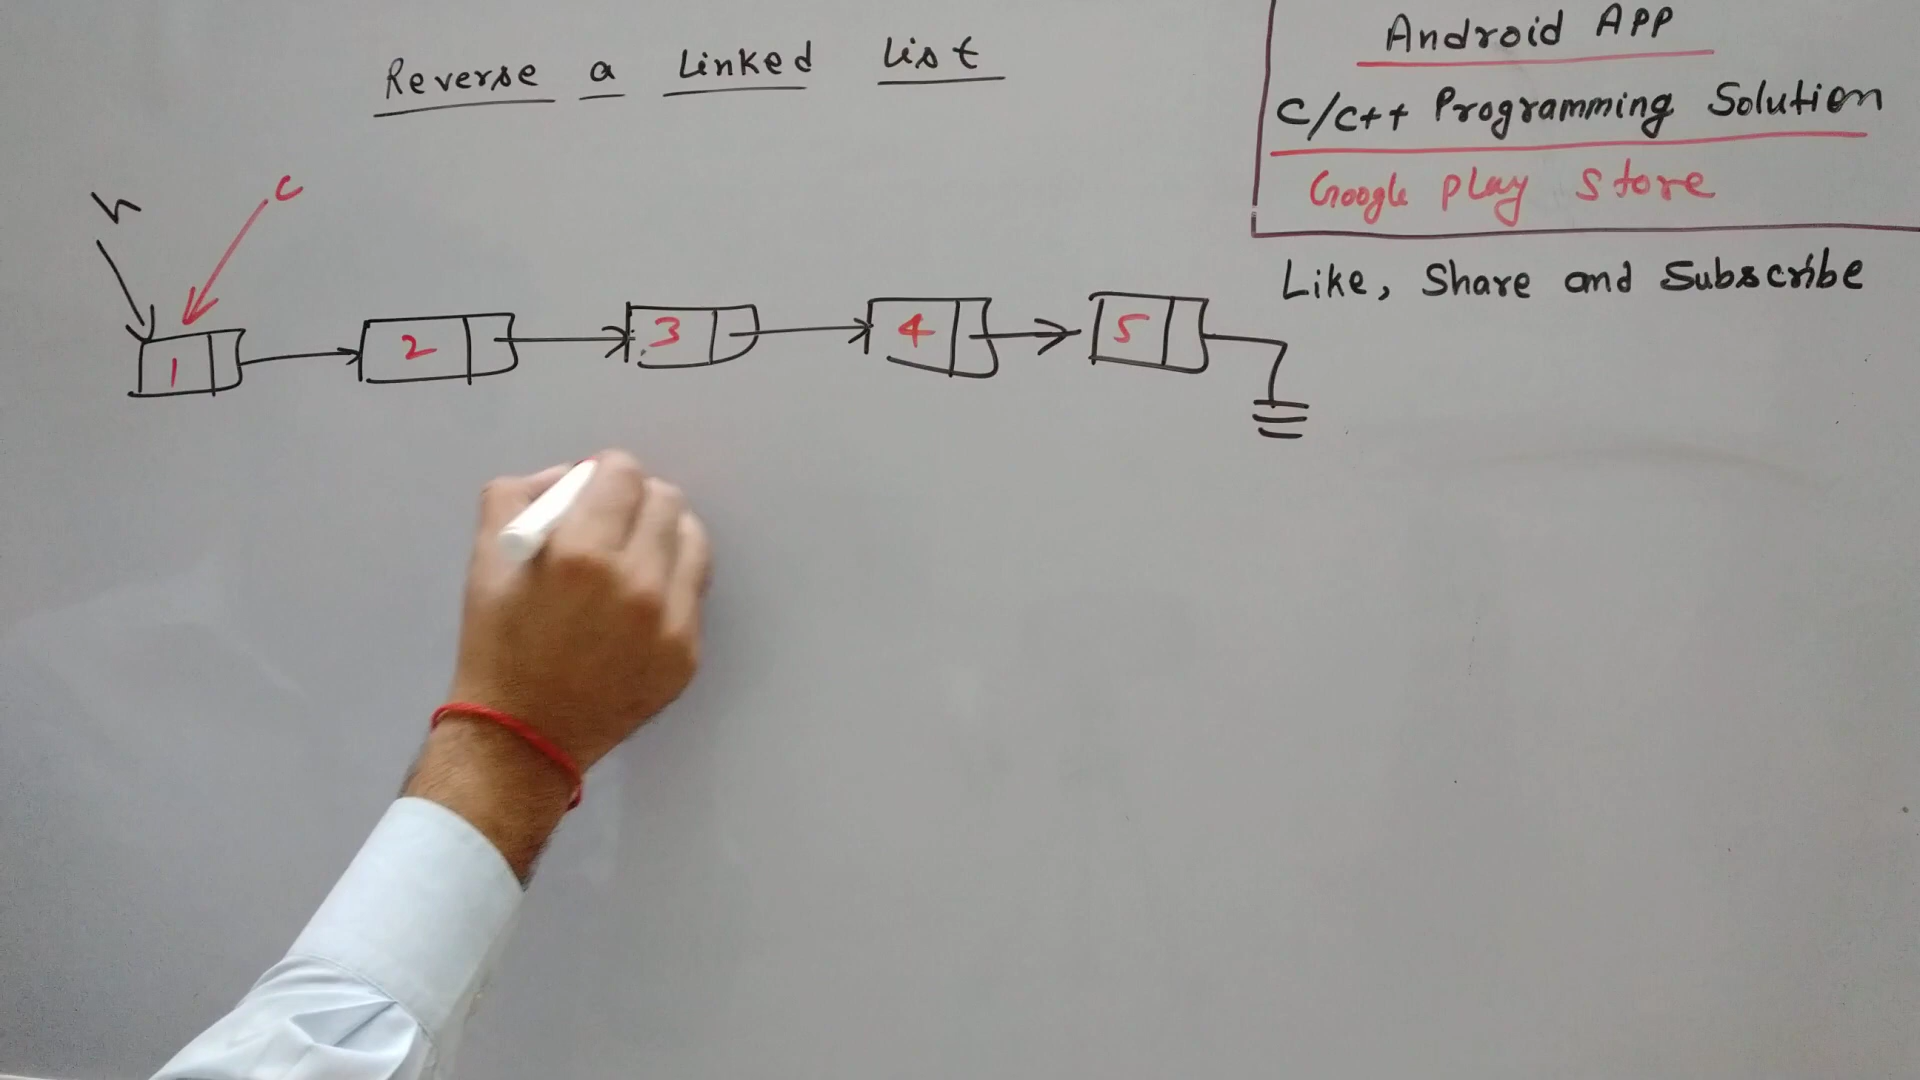 Reverse a Linked List
Android APP
C/C++ Programming Solution
Google Play Store
Like, Share and Subscribe
h
c
1 2 3 4 5